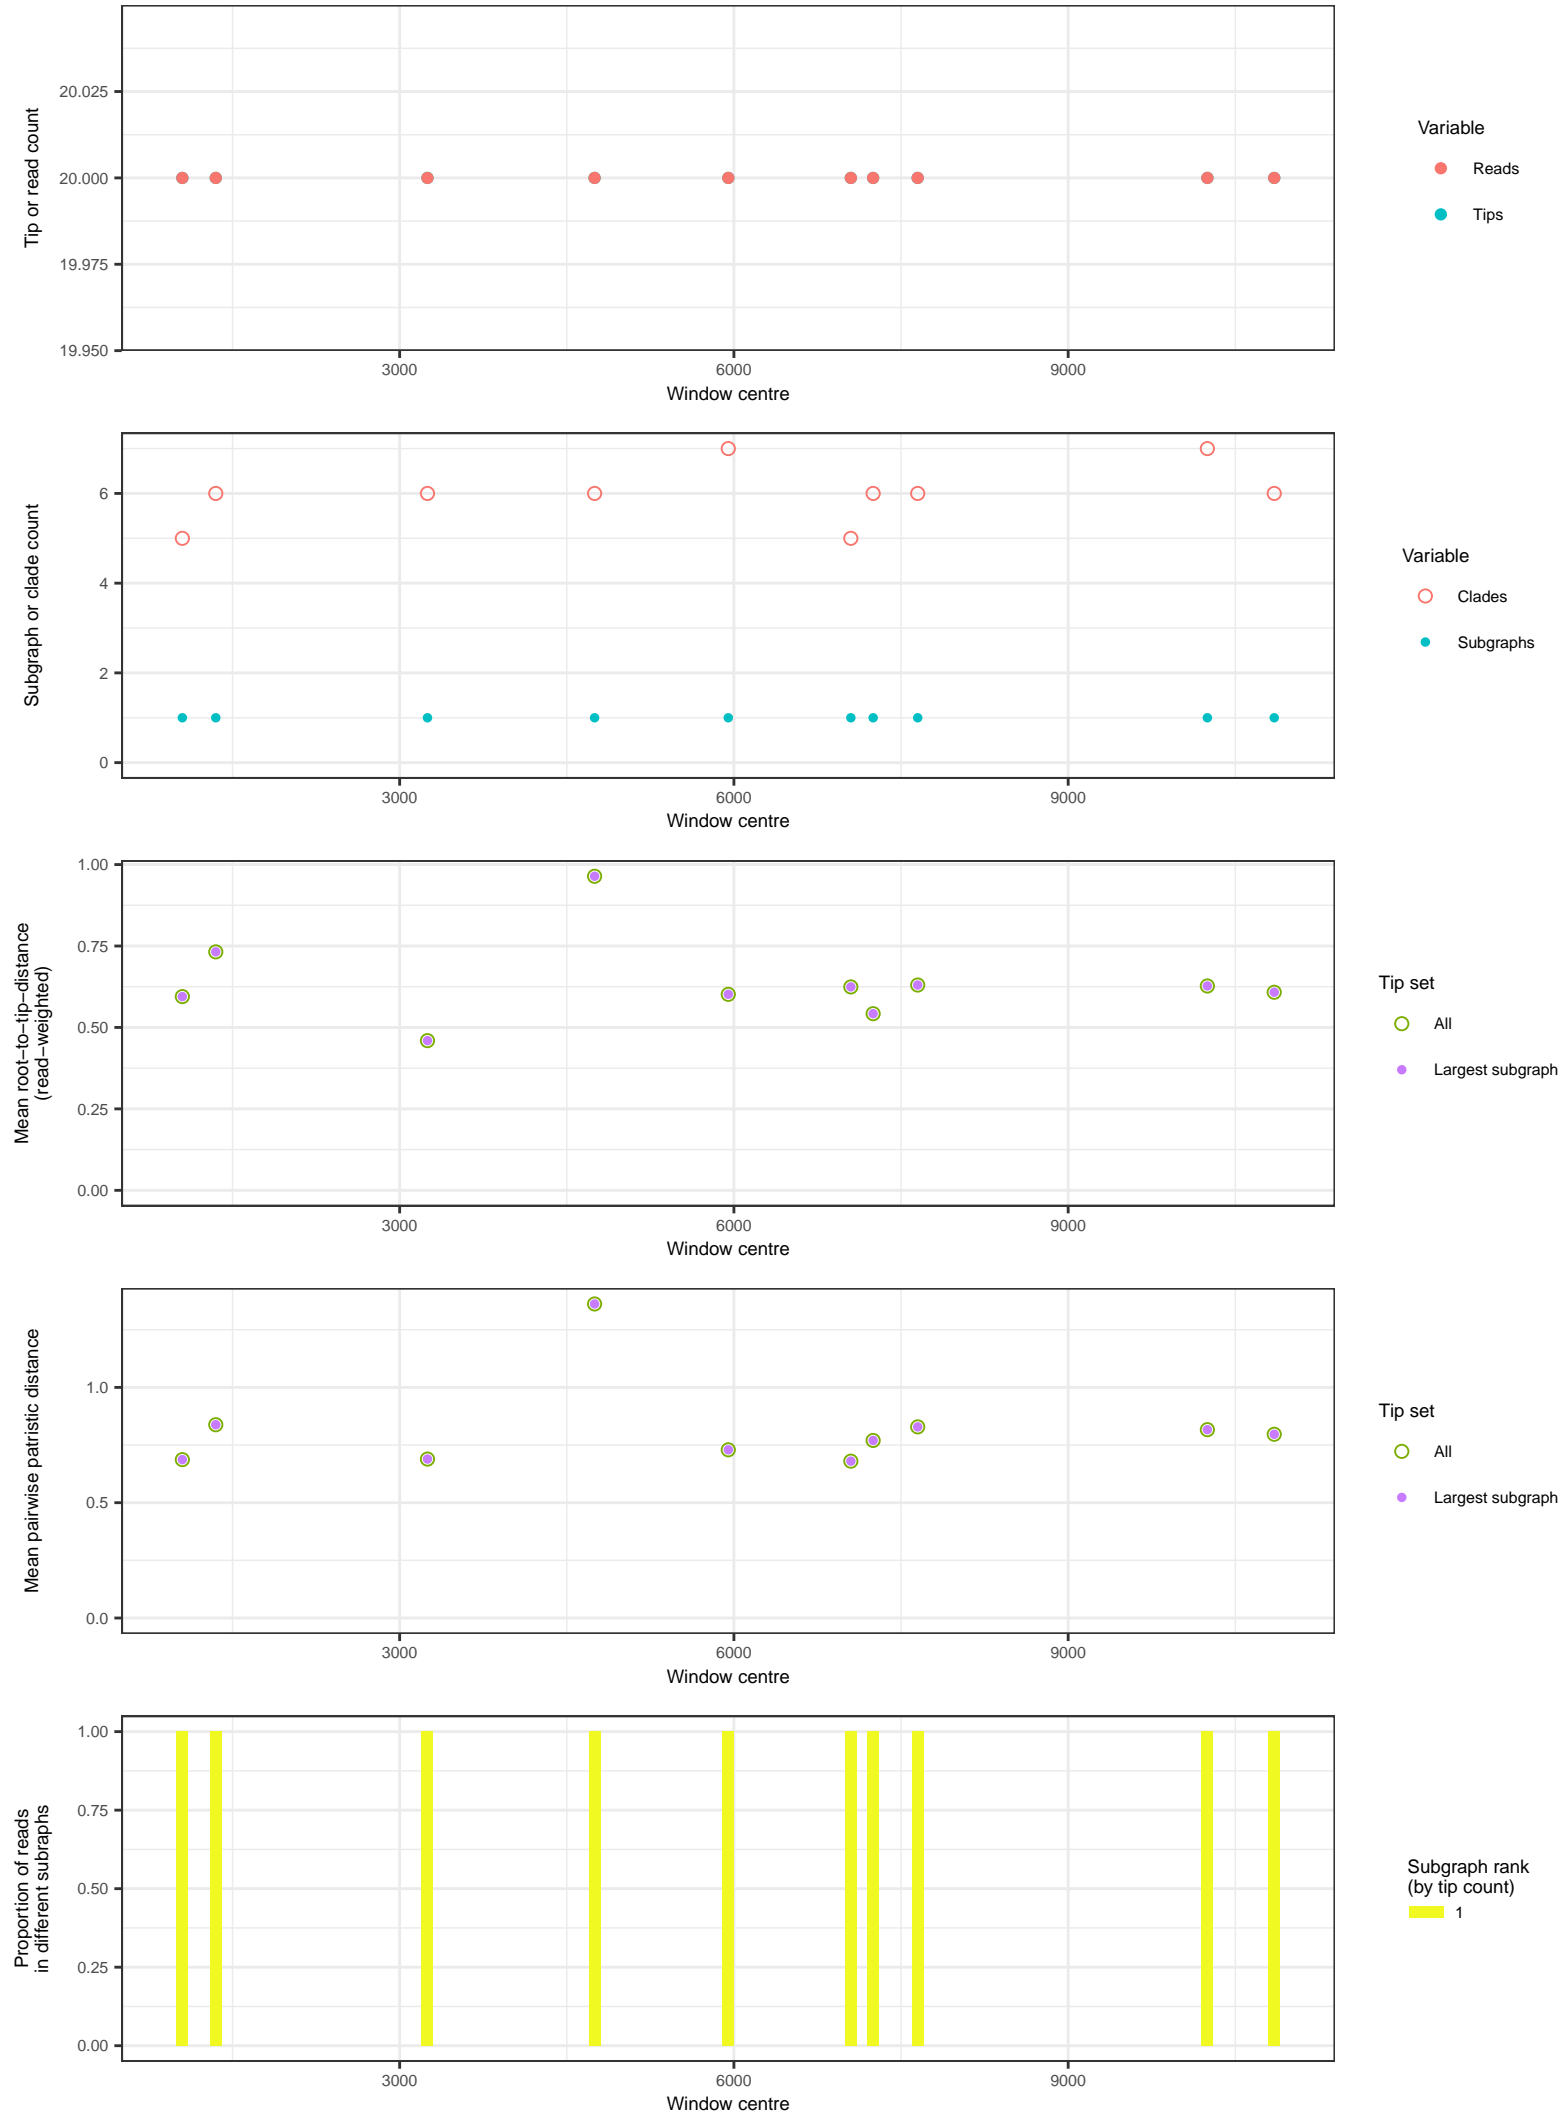 Tip or read count
20.025
20.000
19.975
19.950
3000 6000 9000
Window centre
Variable
Reads
Tips
Subgraph or clade count
6
4
2
0
3000 6000 9000
Window centre
Variable
Clades
Subgraphs
Mean root−to−tip−distance
(read−weighted)
1.00
0.75
0.50
0.25
0.00
3000 6000 9000
Window centre
Tip set
All
Largest subgraph
Mean pairwise patristic distance
1.0
0.5
0.0
3000 6000 9000
Window centre
Tip set
All
Largest subgraph
Proportion of reads
in different subraphs
1.00
0.75
0.50
0.25
0.00
3000 6000 9000
Window centre
Subgraph rank
(by tip count)
1